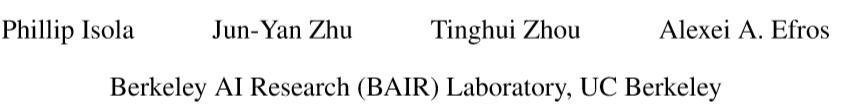 Phillip Isola Jun-Yan Zhu Tinghui Zhou Alexei A. Efros
Berkeley AI Research (BAIR) Laboratory, UC Berkeley